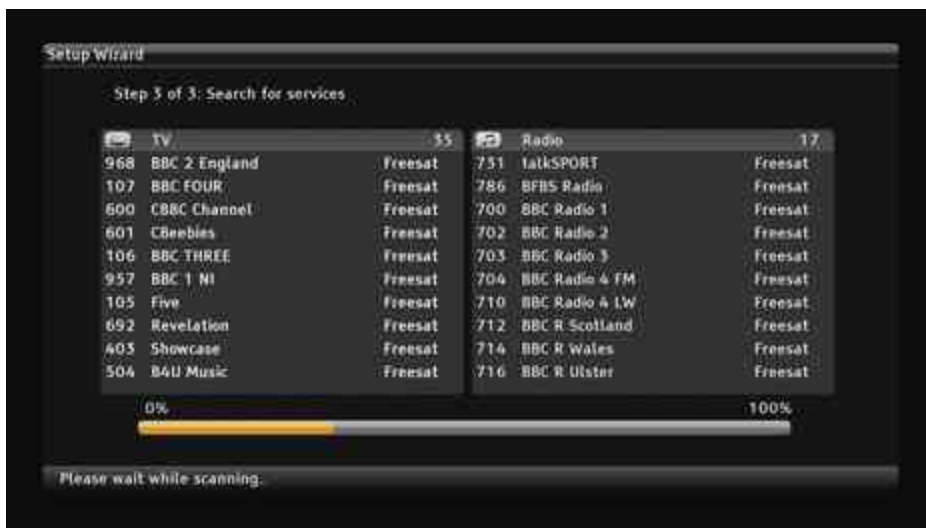 Setup Wizard
Step 3 of 3: Search for services
TV 35
968 BBC 2 England Freesat
107 BBC FOUR Freesat
600 CBBC Channel Freesat
601 CBeebies Freesat
106 BBC THREE Freesat
957 BBC 1 NI Freesat
105 Five Freesat
692 Revelation Freesat
403 Showcase Freesat
504 B4U Music Freesat
Radio 17
731 talkSPORT Freesat
786 BFBS Radio Freesat
700 BBC Radio 1 Freesat
702 BBC Radio 2 Freesat
703 BBC Radio 3 Freesat
704 BBC Radio 4 FM Freesat
710 BBC Radio 4 LW Freesat
712 BBC R Scotland Freesat
714 BBC R Wales Freesat
716 BBC R Ulster Freesat
0% 100%
Please wait while scanning.